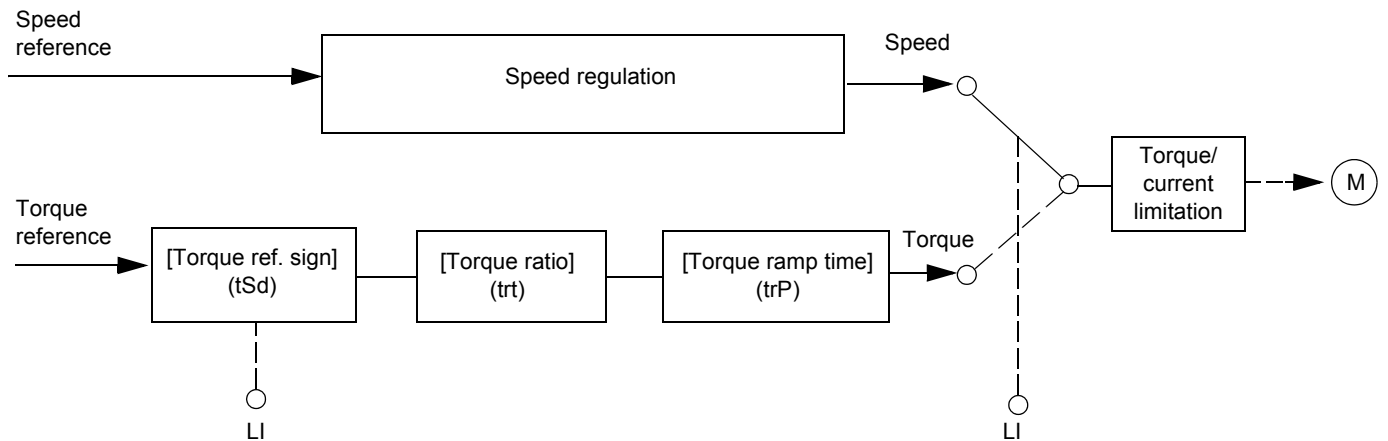 Speed
reference
Speed regulation
Speed
Torque/
current
limitation
M
Torque
reference
[Torque ref. sign]
(tSd)
[Torque ratio]
(trt)
[Torque ramp time]
(trP)
Torque
LI
LI